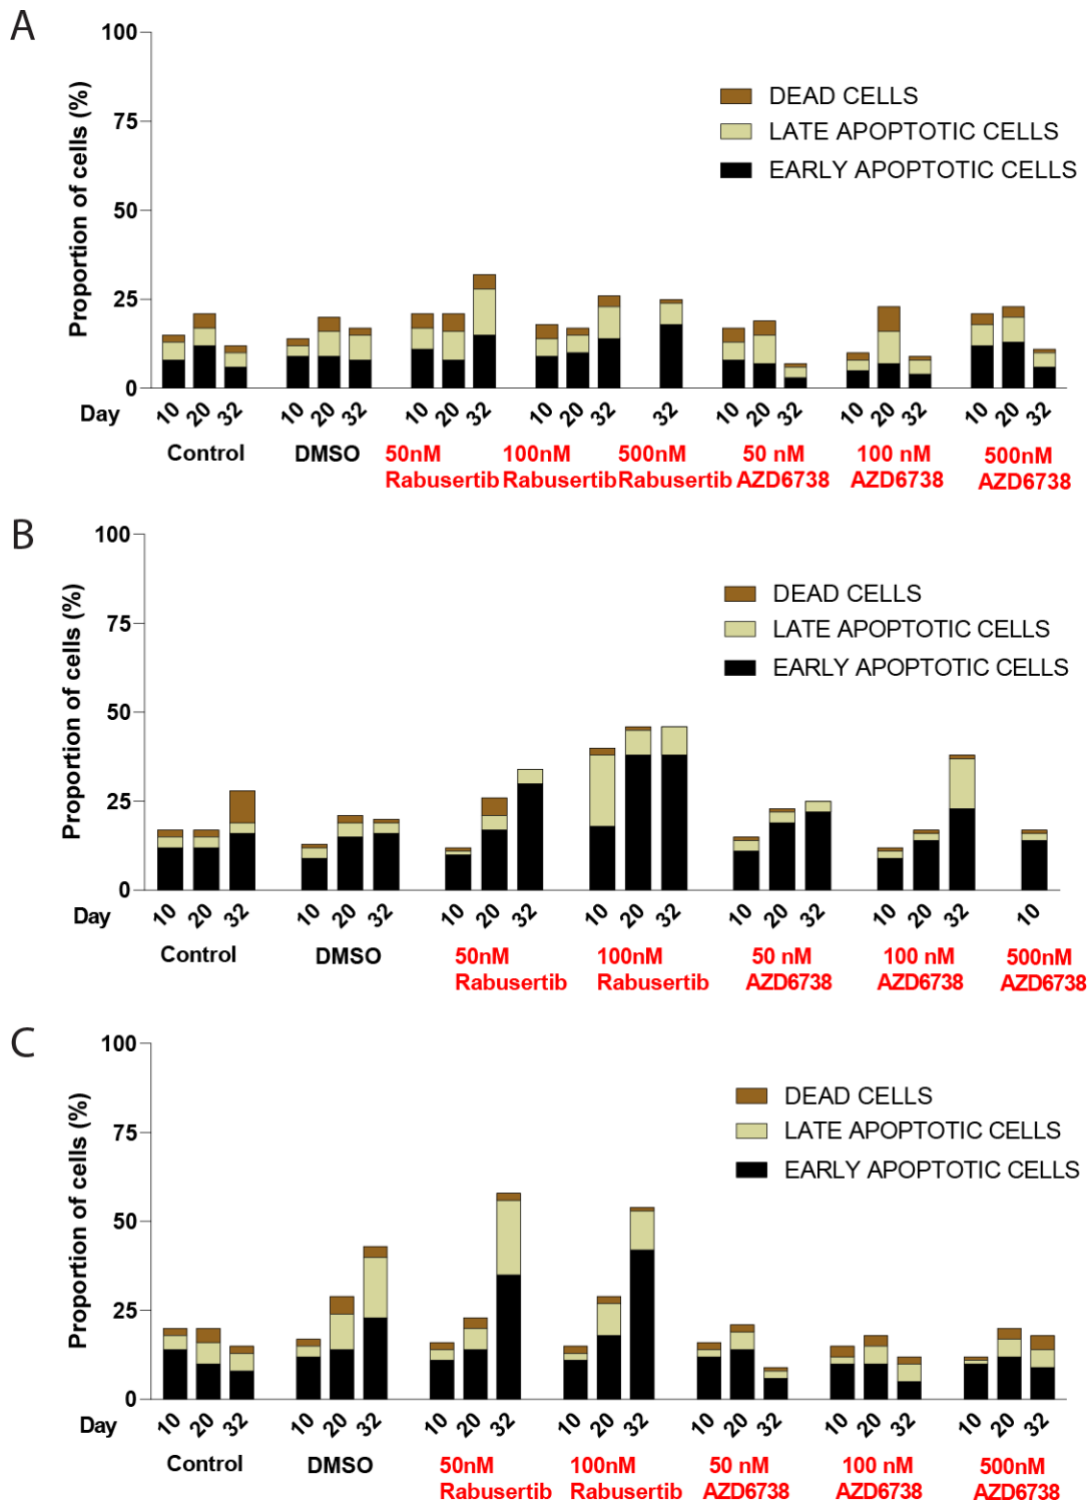 A
100
75
50
25
0
Proportion of cells (%)
DEAD CELLS
LATE APOPTOTIC CELLS
EARLY APOPTOTIC CELLS
Day
10 20 32 10 20 32 10 20 32 10 20 32 32 10 20 32 10 20 32 10 20 32
Control DMSO 50nM 100nM 500nM 50 nM 100 nM 500nM
Rabusertib Rabusertib Rabusertib AZD6738 AZD6738 AZD6738
B
100
75
50
25
0
Proportion of cells (%)
DEAD CELLS
LATE APOPTOTIC CELLS
EARLY APOPTOTIC CELLS
Day
10 20 32 10 20 32 10 20 32 10 20 32 10 20 32 10 20 32 10
Control DMSO 50nM 100nM 50 nM 100 nM 500nM
Rabusertib Rabusertib AZD6738 AZD6738 AZD6738
C
100
75
50
25
0
Proportion of cells (%)
DEAD CELLS
LATE APOPTOTIC CELLS
EARLY APOPTOTIC CELLS
Day
10 20 32 10 20 32 10 20 32 10 20 32 10 20 32 10 20 32 10 20 32
Control DMSO 50nM 100nM 50 nM 100 nM 500nM
Rabusertib Rabusertib AZD6738 AZD6738 AZD6738